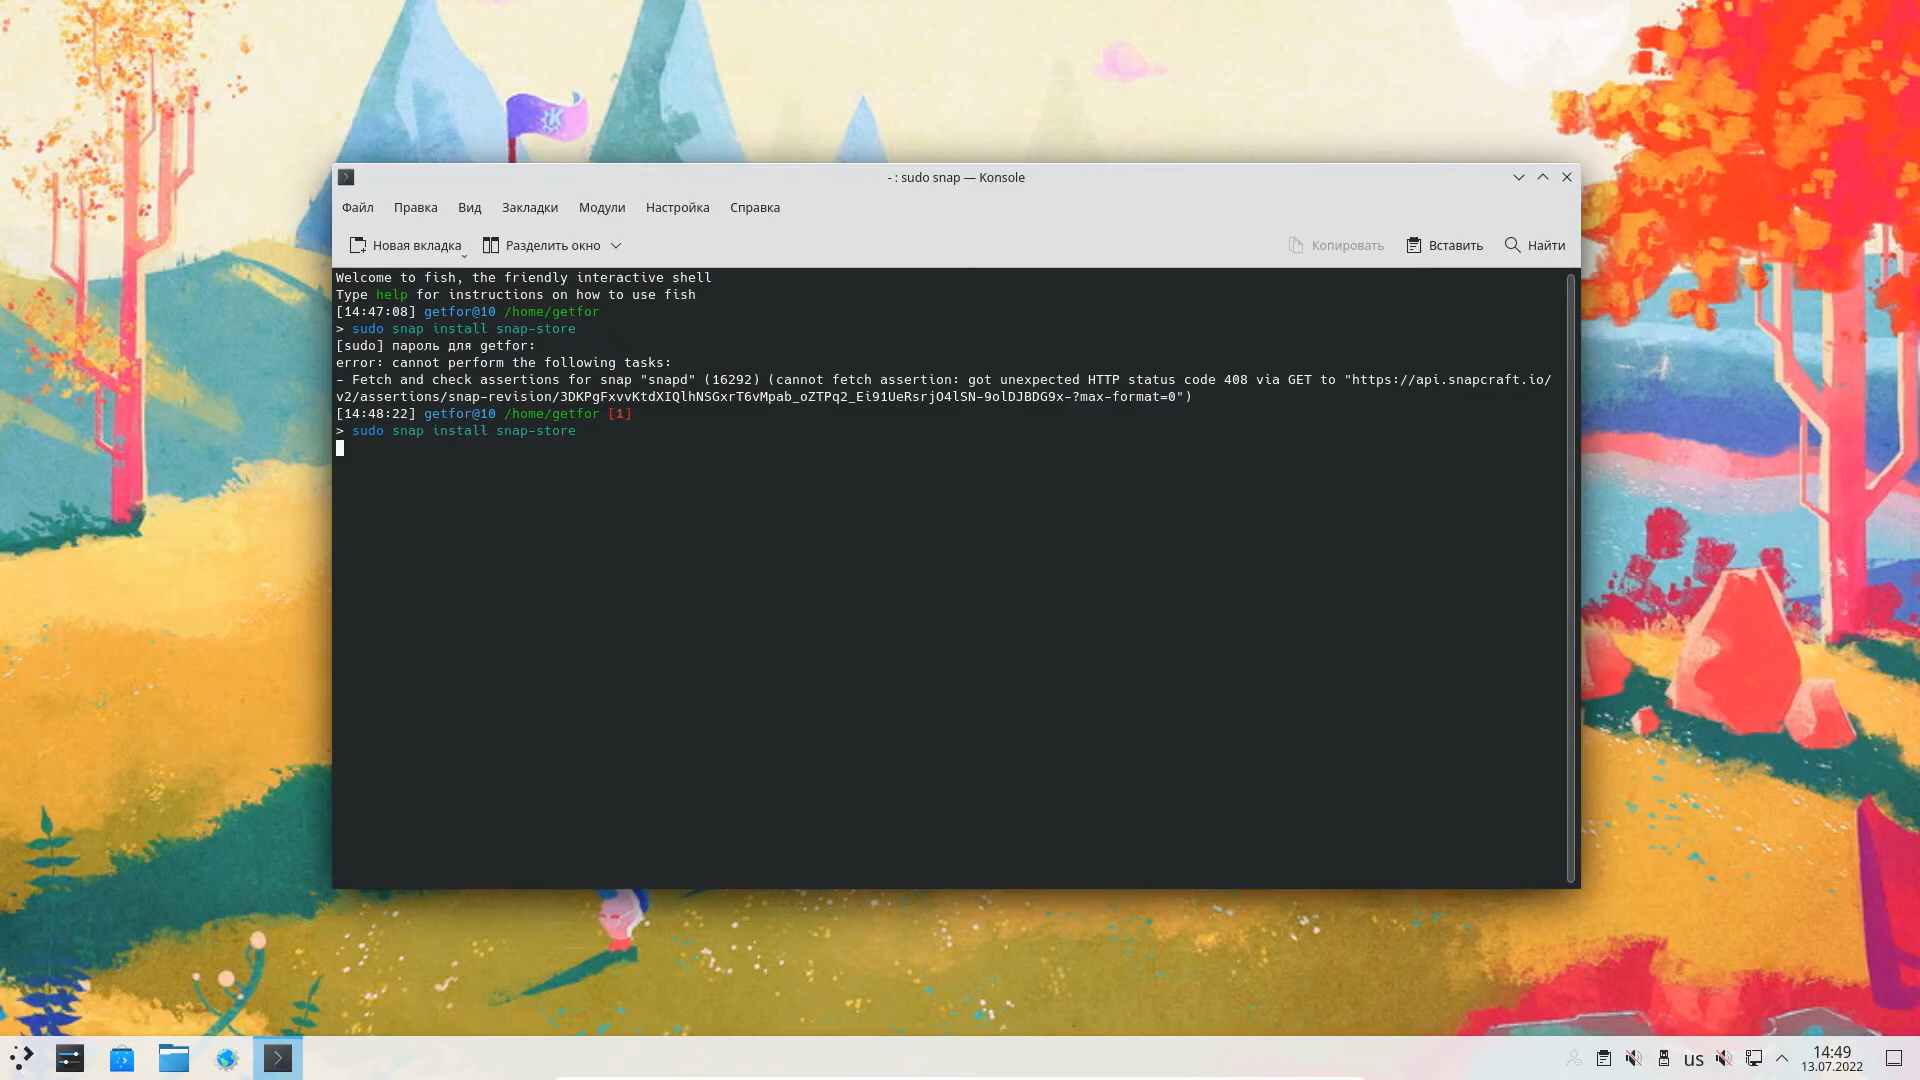 - : sudo snap — Konsole
Файл Правка Вид Закладки Модули Настройка Справка
Новая вкладка Разделить окно Копировать Вставить Найти
Welcome to fish, the friendly interactive shell
Type help for instructions on how to use fish
[14:47:08] getfor@10 /home/getfor
> sudo snap install snap-store
[sudo] пароль для getfor:
error: cannot perform the following tasks:
- Fetch and check assertions for snap "snapd" (16292) (cannot fetch assertion: got unexpected HTTP status code 408 via GET to "https://api.snapcraft.io/
v2/assertions/snap-revision/3DKPgFxvvKtdXIQlhNSGxrT6vMpab_oZTPq2_Ei91UeRsrjO4lSN-9olDJBDG9x-?max-format=0")
[14:48:22] getfor@10 /home/getfor [1]
> sudo snap install snap-store
us
14:49
13.07.2022